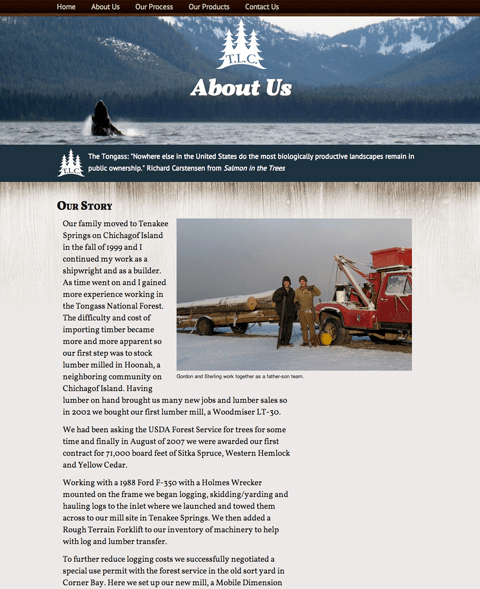 Home About Us Our Process Our Products Contact Us
T.L.C.
About Us
T.L.C.
The Tongass: "Nowhere else in the United States do the most biologically productive landscapes remain in
public ownership." Richard Carstensen from Salmon in the Trees
Our Story
Our family moved to Tenakee
Springs on Chichagof Island
in the fall of 1999 and I
continued my work as a
shipwright and as a builder.
As time went on and I gained
more experience working in
the Tongass National Forest.
The difficulty and cost of
importing timber became
more and more apparent so
our first step was to stock
lumber milled in Hoonah, a
neighboring community on
Chichagof Island. Having
lumber on hand brought us many new jobs and lumber sales so
in 2002 we bought our first lumber mill, a Woodmiser LT-30.
Gordon and Sterling work together as a father-son team.
We had been asking the USDA Forest Service for trees for some
time and finally in August of 2007 we were awarded our first
contract for 71,000 board feet of Sitka Spruce, Western Hemlock
and Yellow Cedar.
Working with a 1988 Ford F-350 with a Holmes Wrecker
mounted on the frame we began logging, skidding/yarding and
hauling logs to the inlet where we launched and towed them
across to our mill site in Tenakee Springs. We then added a
Rough Terrain Forklift to our inventory of machinery to help
with log and lumber transfer.
To further reduce logging costs we successfully negotiated a
special use permit with the forest service in the old sort yard in
Corner Bay. Here we set up our new mill, a Mobile Dimension